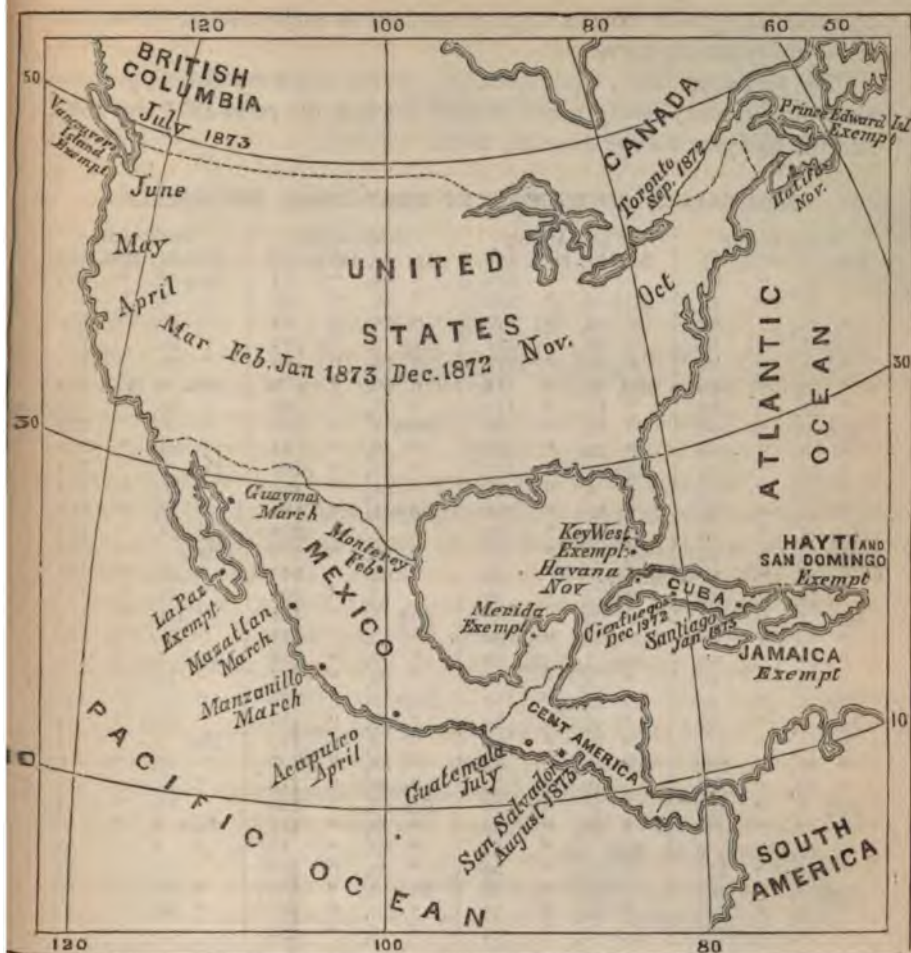 120
100
80
60
50
BRITISH
COLUMBIA
50
July 1873
Vancouver's
Island
Exempt
June
May
April
CANADA
Toronto
Sep. 1872
Prince Edward Isl.
Exempt
Halifax
Nov.
UNITED
STATES
Mar Feb. Jan 1873 Dec. 1872 Nov.
Oct
ATLANTIC
OCEAN
30
30
Guaymas
March
Monterey
Feb
MEXICO
La Paz
Exempt
Mazatlan
March
Manzanillo
March
Acapulco
April
Key West
Exempt
Havana
Nov
Merida
Exempt
CUBA
Cienfuegos
Dec 1872
Santiago
Jan. 1873
HAYTI AND
SAN DOMINGO
Exempt
JAMAICA
Exempt
CENT AMERICA
Guatemala
July
San Salvador
August 1873
10
10
PACIFIC OCEAN
SOUTH
AMERICA
120
100
80